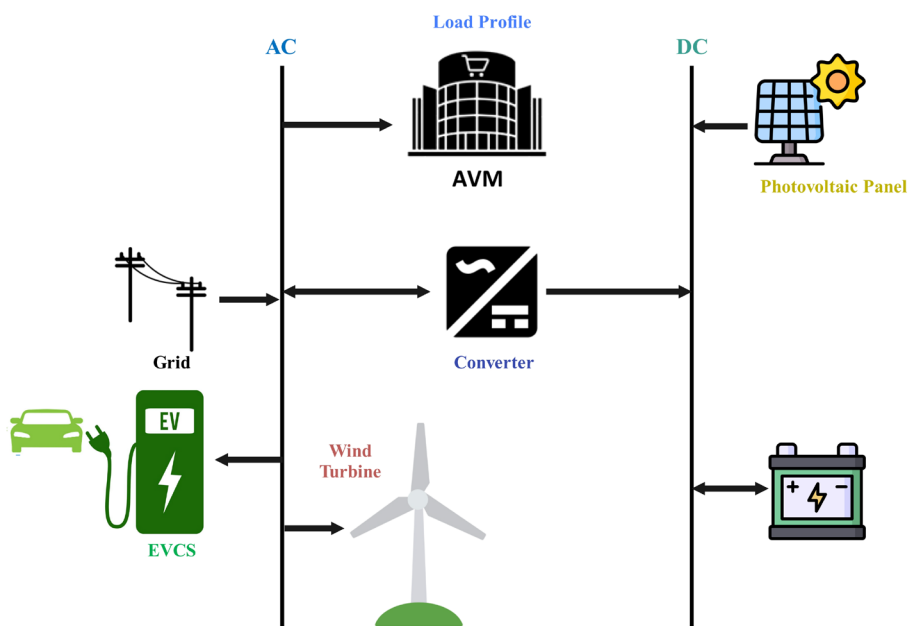 Load Profile
AC
DC
AVM
Photovoltaic Panel
Grid
Converter
EV
Wind
Turbine
EVCS
+ −